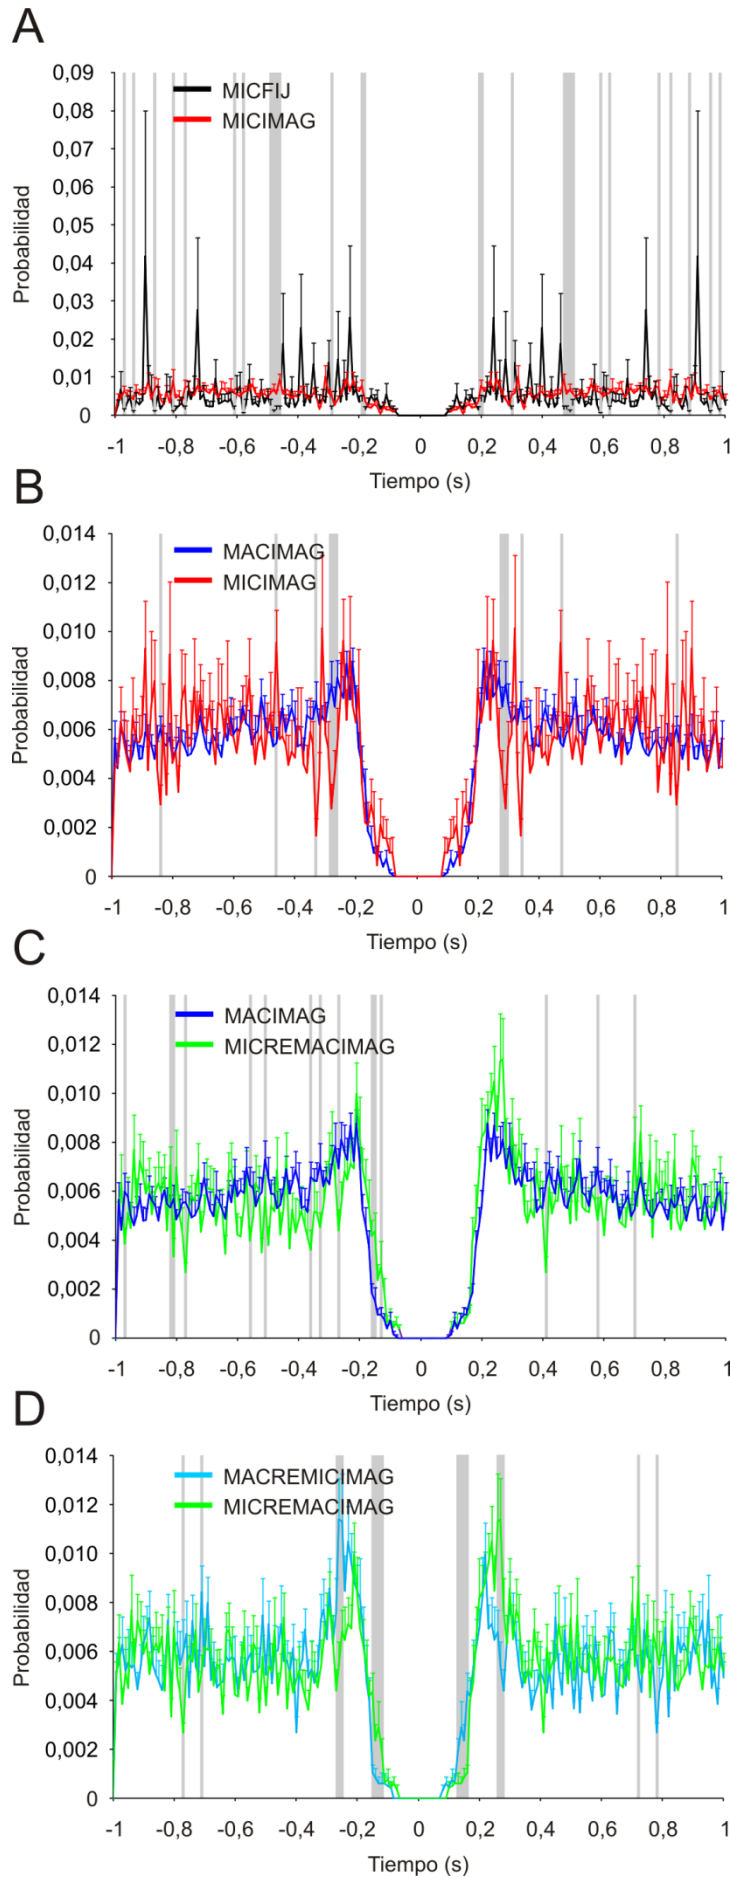 A
0,09
0,08
0,07
0,06
0,05
0,04
0,03
0,02
0,01
0
Probabilidad
MICFIJ
MICIMAG
-1 -0,8 -0,6 -0,4 -0,2 0 0,2 0,4 0,6 0,8 1
Tiempo (s)
B
0,014
0,012
0,010
0,008
0,006
0,004
0,002
0
Probabilidad
MACIMAG
MICIMAG
-1 -0,8 -0,6 -0,4 -0,2 0 0,2 0,4 0,6 0,8 1
Tiempo (s)
C
0,014
0,012
0,010
0,008
0,006
0,004
0,002
0
Probabilidad
MACIMAG
MICREMACIMAG
-1 -0,8 -0,6 -0,4 -0,2 0 0,2 0,4 0,6 0,8 1
Tiempo (s)
D
0,014
0,012
0,010
0,008
0,006
0,004
0,002
0
Probabilidad
MACREMICIMAG
MICREMACIMAG
-1 -0,8 -0,6 -0,4 -0,2 0 0,2 0,4 0,6 0,8 1
Tiempo (s)